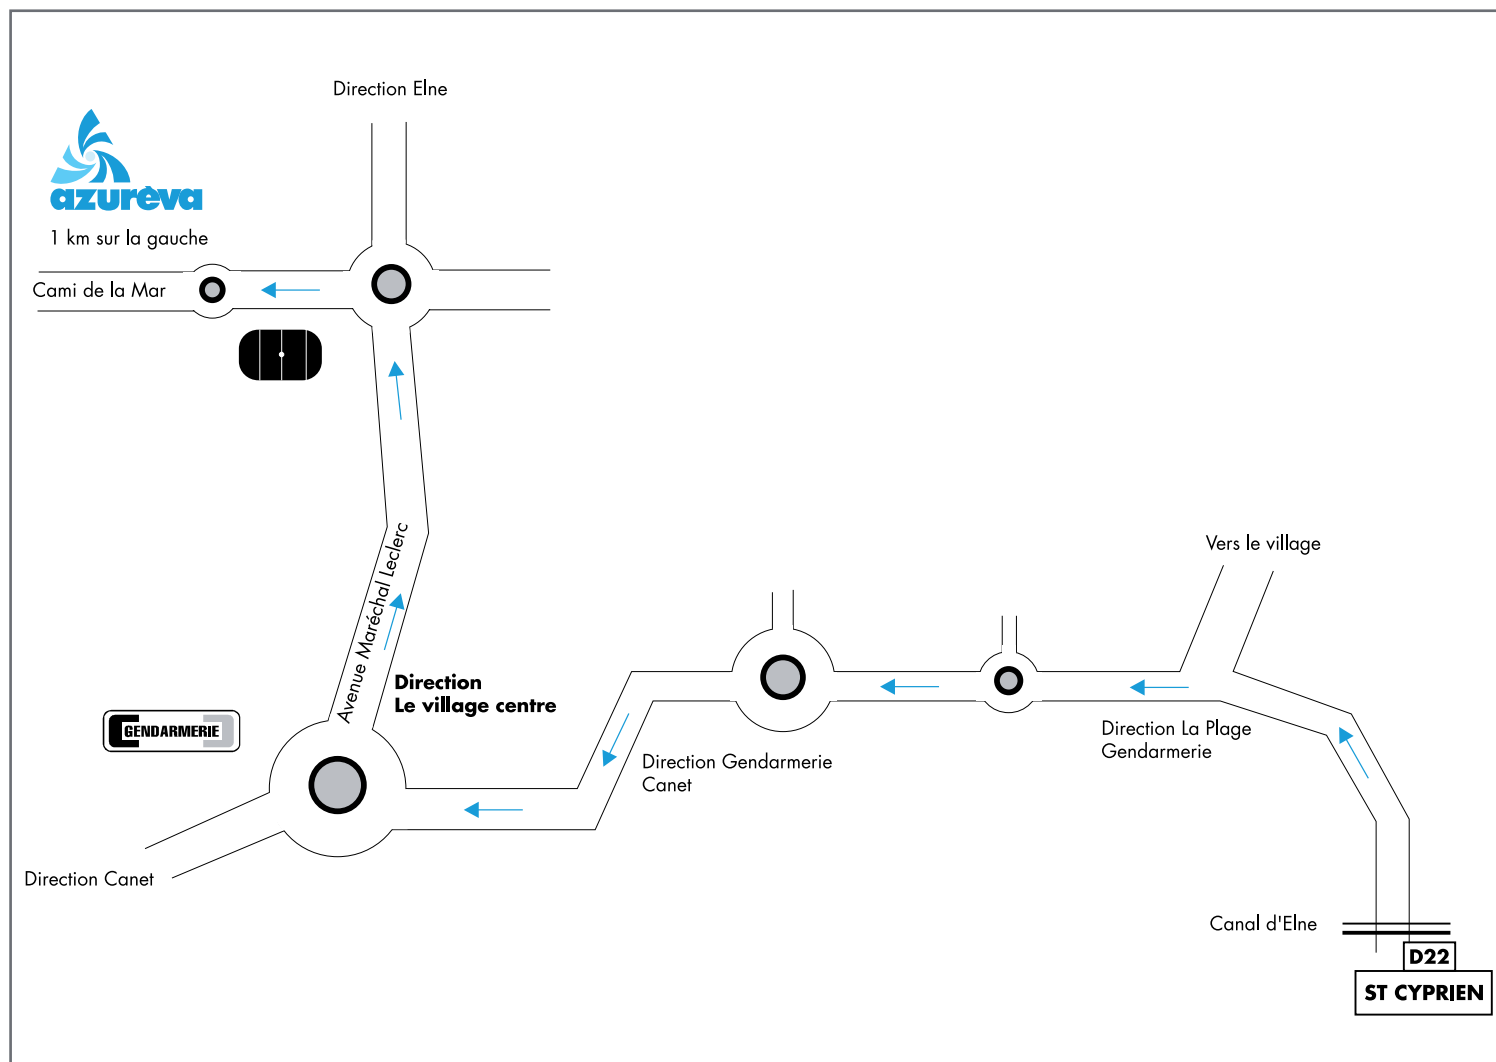 Direction Elne
azurèva
1 km sur la gauche
Cami de la Mar
Avenue Maréchal Leclerc
Vers le village
Direction
Le village centre
GENDARMERIE
Direction La Plage
Gendarmerie
Direction Gendarmerie
Canet
Direction Canet
Canal d'Elne
D22
ST CYPRIEN